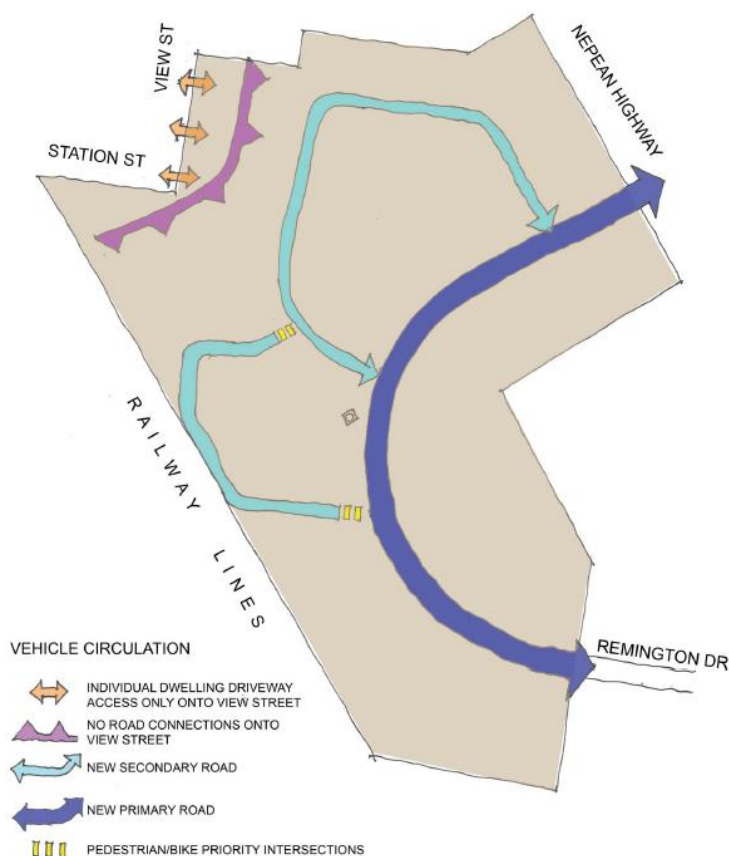 VIEW ST
NEPEAN HIGHWAY
STATION ST
RAILWAY LINES
REMINGTON DR
VEHICLE CIRCULATION
INDIVIDUAL DWELLING DRIVEWAY
ACCESS ONLY ONTO VIEW STREET
NO ROAD CONNECTIONS ONTO
VIEW STREET
NEW SECONDARY ROAD
NEW PRIMARY ROAD
PEDESTRIAN/BIKE PRIORITY INTERSECTIONS